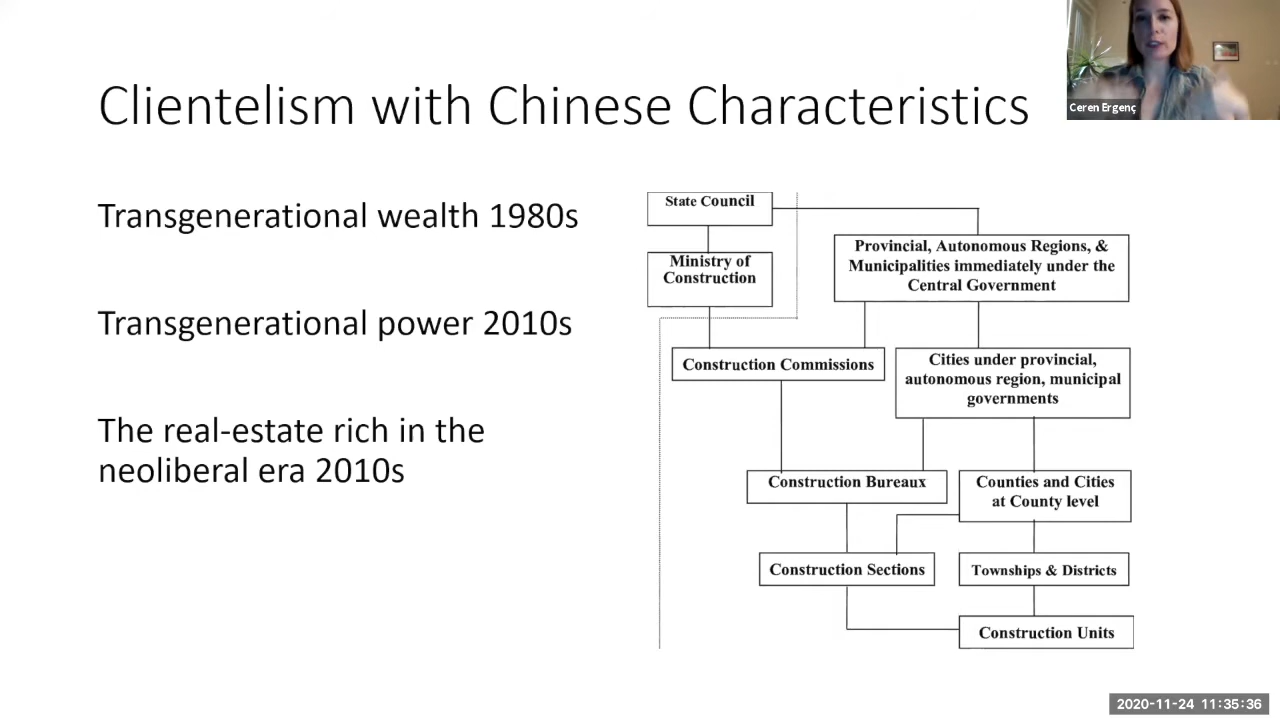 Clientelism with Chinese Characteristics
Ceren Ergenç
Transgenerational wealth 1980s
Transgenerational power 2010s
The real-estate rich in the
neoliberal era 2010s
State Council
Ministry of
Construction
Provincial, Autonomous Regions, &
Municipalities immediately under the
Central Government
Construction Commissions
Cities under provincial,
autonomous region, municipal
governments
Construction Bureaux
Counties and Cities
at County level
Construction Sections
Townships & Districts
Construction Units
2020-11-24 11:35:36